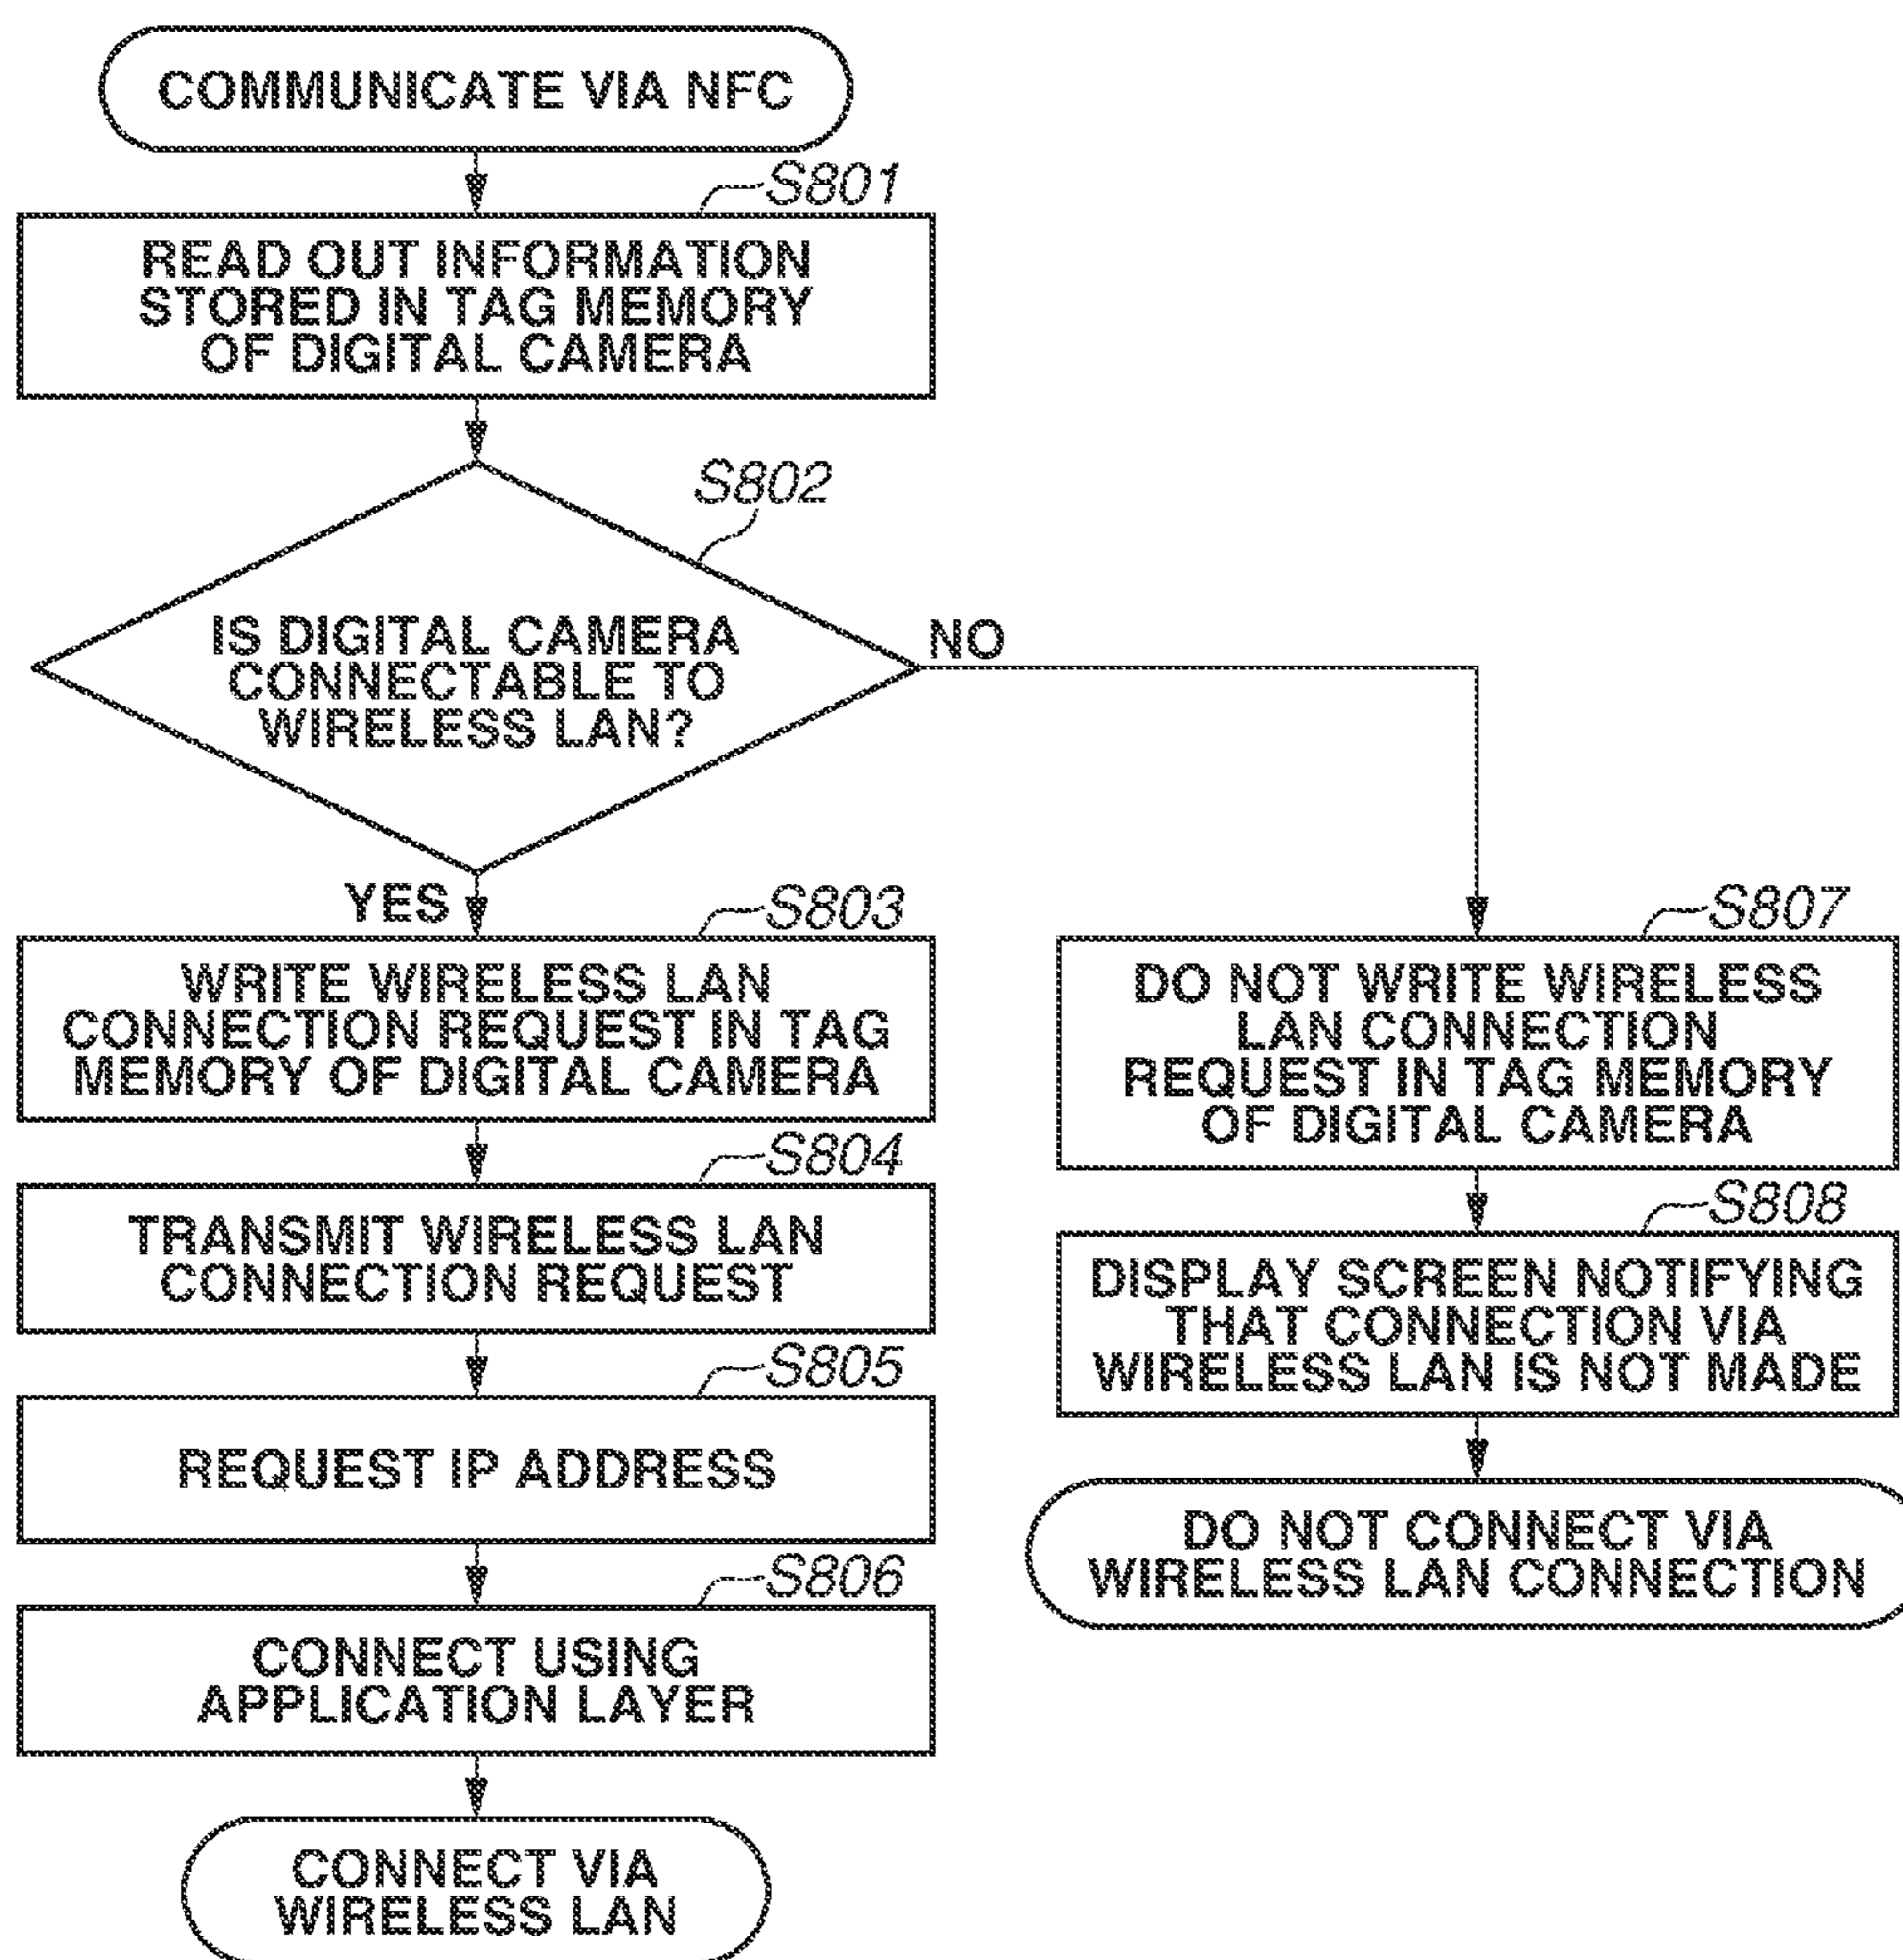 COMMUNICATE VIA NFC
S801
READ OUT INFORMATION
STORED IN TAG MEMORY
OF DIGITAL CAMERA
S802
IS DIGITAL CAMERA
CONNECTABLE TO
WIRELESS LAN?
NO
YES
S803
WRITE WIRELESS LAN
CONNECTION REQUEST IN TAG
MEMORY OF DIGITAL CAMERA
S804
TRANSMIT WIRELESS LAN
CONNECTION REQUEST
S805
REQUEST IP ADDRESS
S806
CONNECT USING
APPLICATION LAYER
CONNECT VIA
WIRELESS LAN
S807
DO NOT WRITE WIRELESS
LAN CONNECTION
REQUEST IN TAG MEMORY
OF DIGITAL CAMERA
S808
DISPLAY SCREEN NOTIFYING
THAT CONNECTION VIA
WIRELESS LAN IS NOT MADE
DO NOT CONNECT VIA
WIRELESS LAN CONNECTION